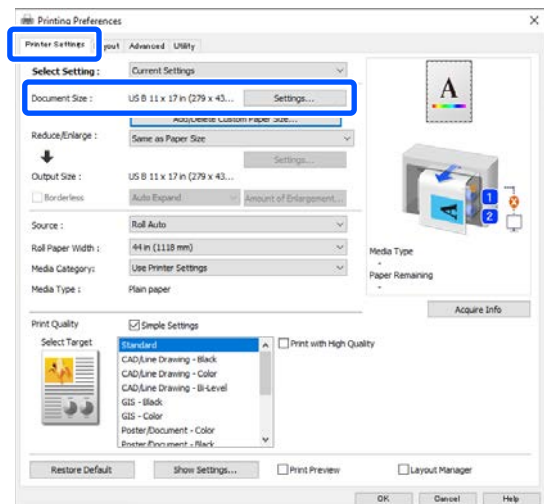 Printing Preferences
Printer Settings yout Advanced Utility
Select Setting : Current Settings
Document Size : US B 11 x 17 in (279 x 43... Settings...
Add/Delete Custom Paper Size...
Reduce/Enlarge : Same as Paper Size
Settings...
Output Size : US B 11 x 17 in (279 x 43...
Borderless Auto Expand Amount of Enlargement...
Source : Roll Auto
Roll Paper Width : 44 in (1118 mm)
Media Category: Use Printer Settings
Media Type : Plain paper
Print Quality Simple Settings
Select Target
Standard
CAD/Line Drawing - Black
CAD/Line Drawing - Color
CAD/Line Drawing - Bi-Level
GIS - Black
GIS - Color
Poster/Document - Color
Poster/Document - Black
Print with High Quality
A
A
1
2
Media Type
-
Paper Remaining
-
Acquire Info
Restore Default Show Settings... Print Preview Layout Manager
OK Cancel Help